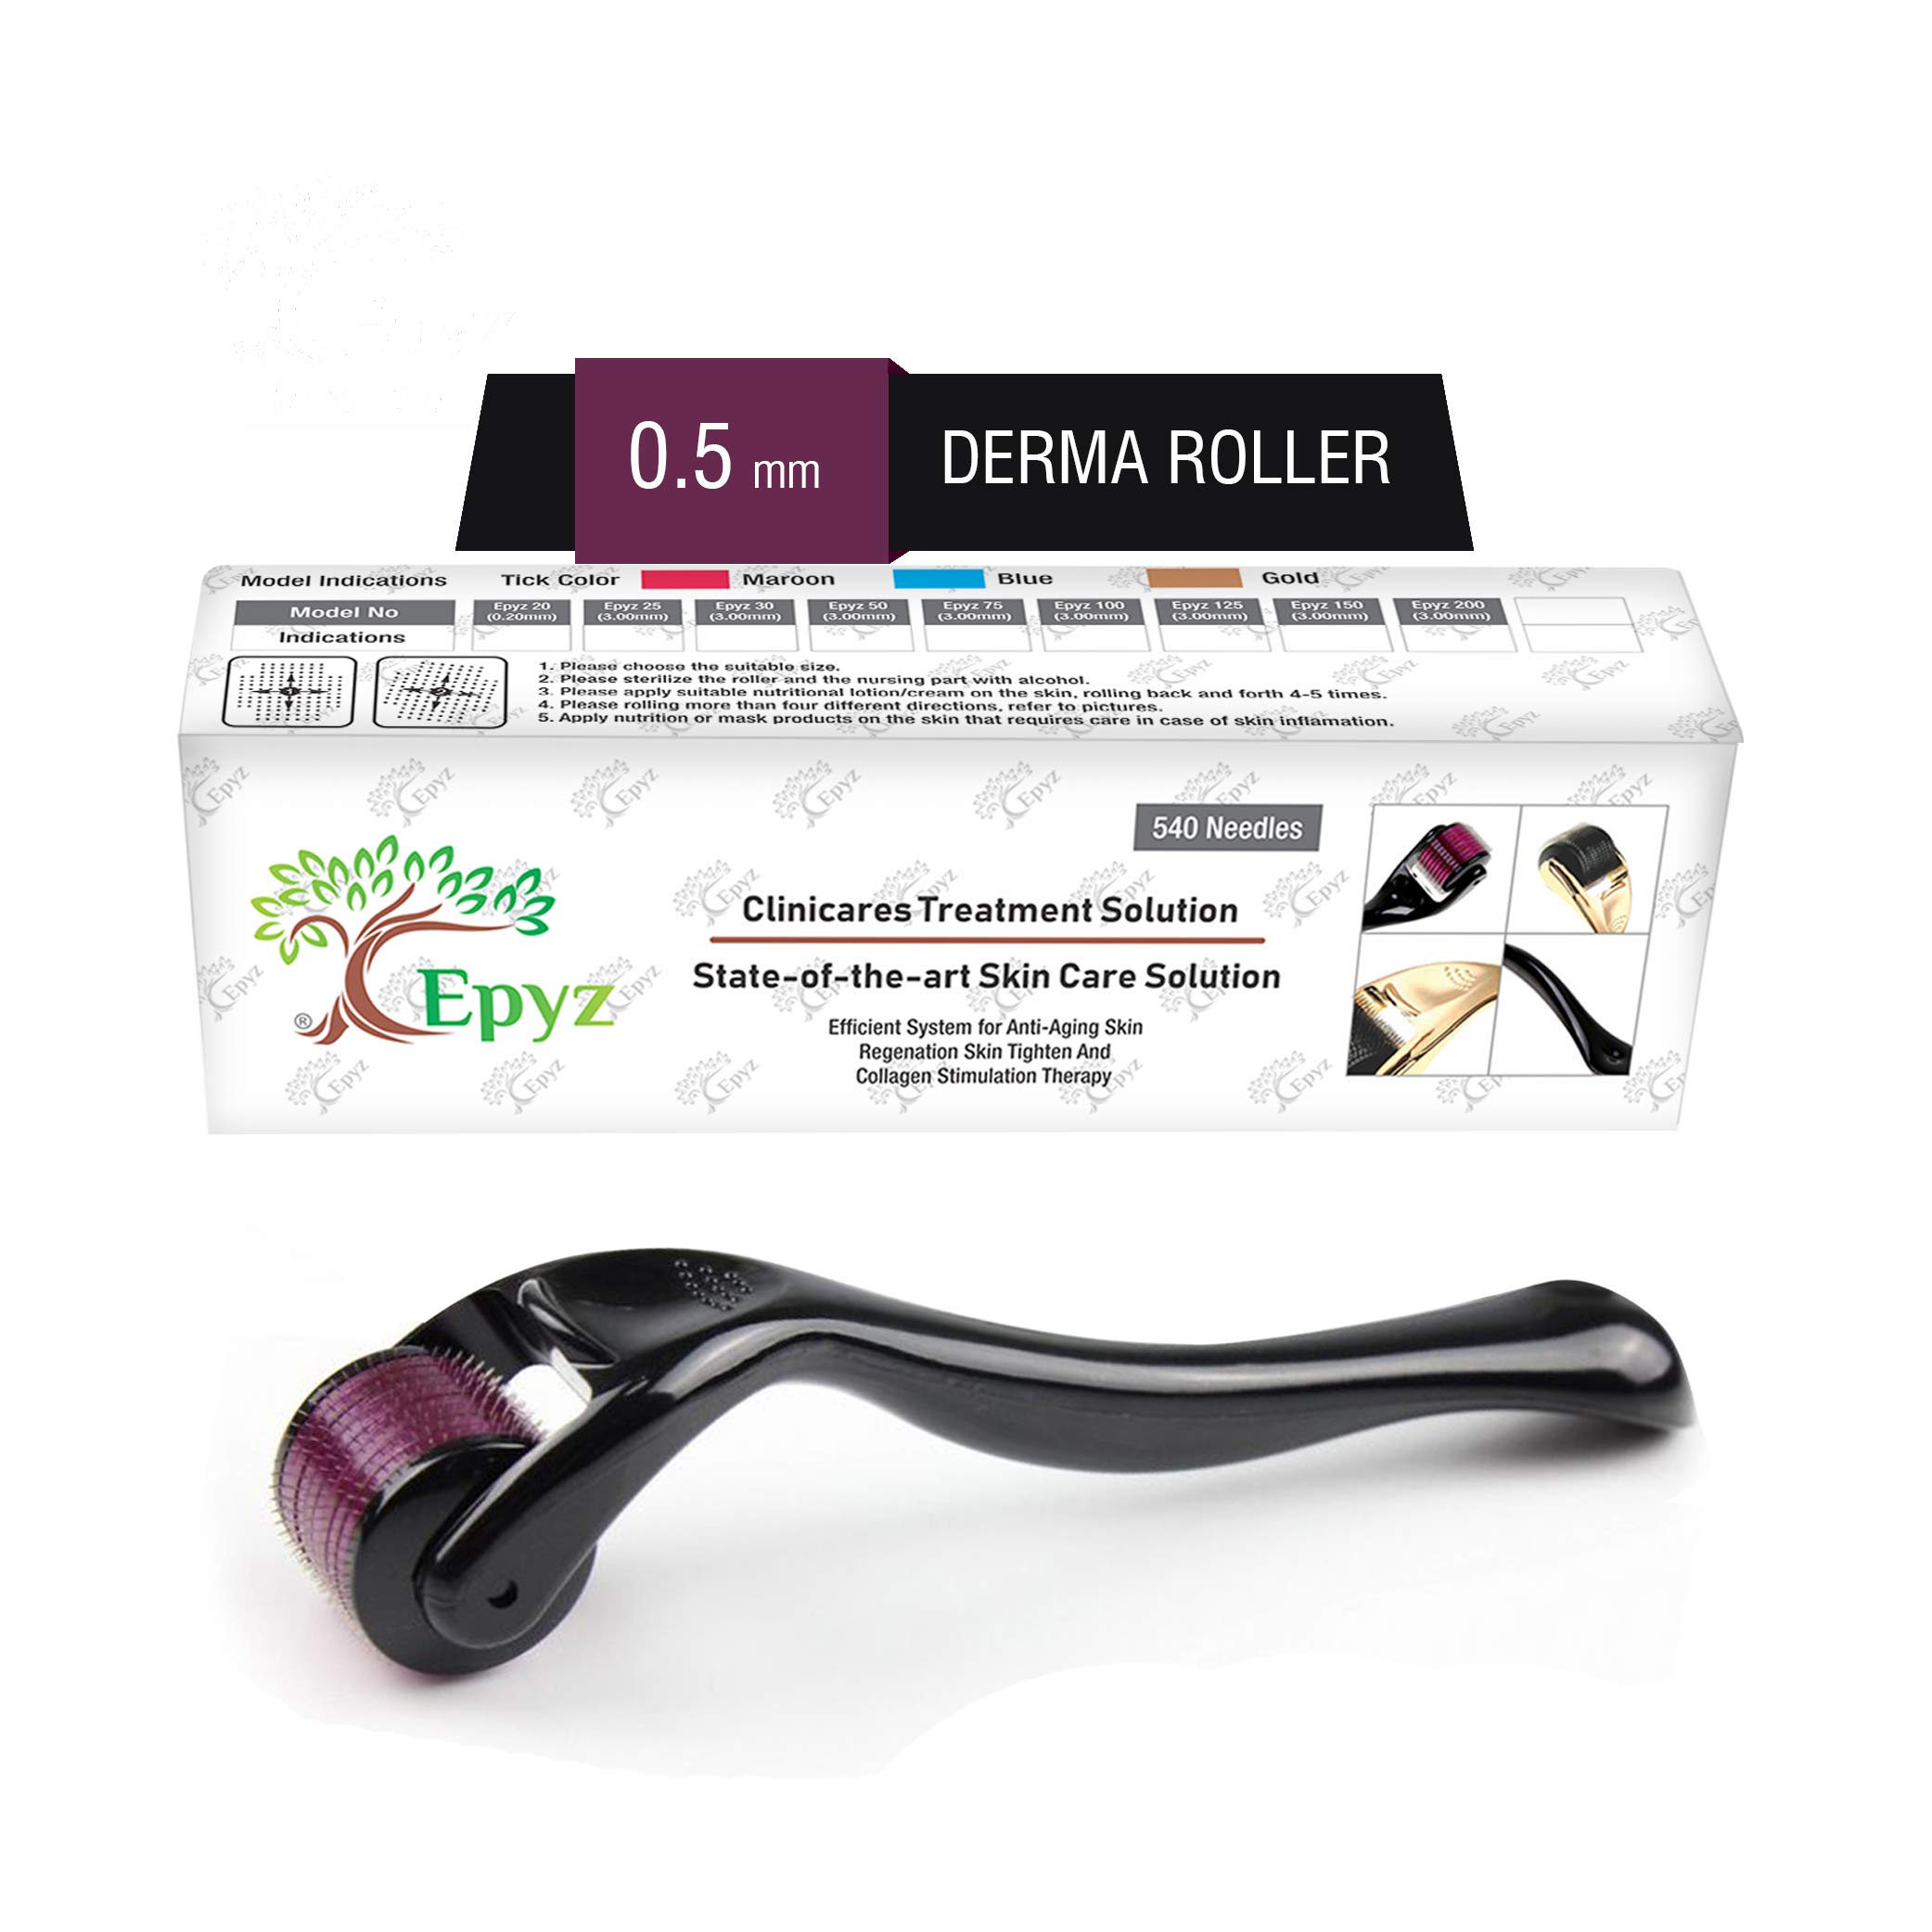 0.5 mm DERMA ROLLER
Model Indications Tick Color Maroon Blue Gold
Model No Epyz 20 Epyz 25 Epyz 30 Epyz 50 Epyz 75 Epyz 100 Epyz 125 Epyz 150 Epyz 200
(0.20mm) (3.00mm) (3.00mm) (3.00mm) (3.00mm) (3.00mm) (3.00mm) (3.00mm) (3.00mm)
Indications
1. Please choose the suitable size.
2. Please sterilize the roller and the nursing part with alcohol.
3. Please apply suitable nutritional lotion/cream on the skin, rolling back and forth 4-5 times.
4. Please rolling more than four different directions, refer to pictures.
5. Apply nutrition or mask products on the skin that requires care in case of skin inflamation.
540 Needles
Clinicares Treatment Solution
State-of-the-art Skin Care Solution
® Epyz
Efficient System for Anti-Aging Skin
Regenation Skin Tighten And
Collagen Stimulation Therapy